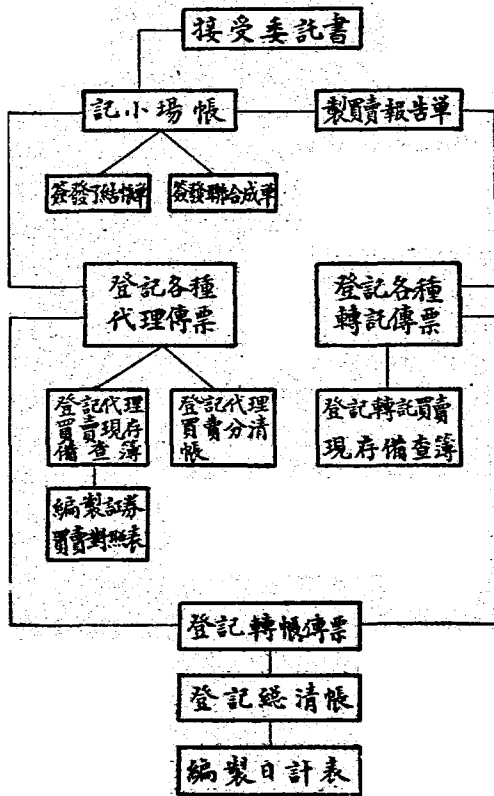 接受委託書
記小場帳
製買賣報告单
簽發了結帳单
簽發聯合成单
登記各種
代理傳票
登記各種
轉託傳票
登記代理
買賣現存
備查簿
登記代理
買賣分清
帳
登記轉託買賣
現存備查簿
編製証券
買賣對照表
登記轉帳傳票
登記總清帳
編製日計表